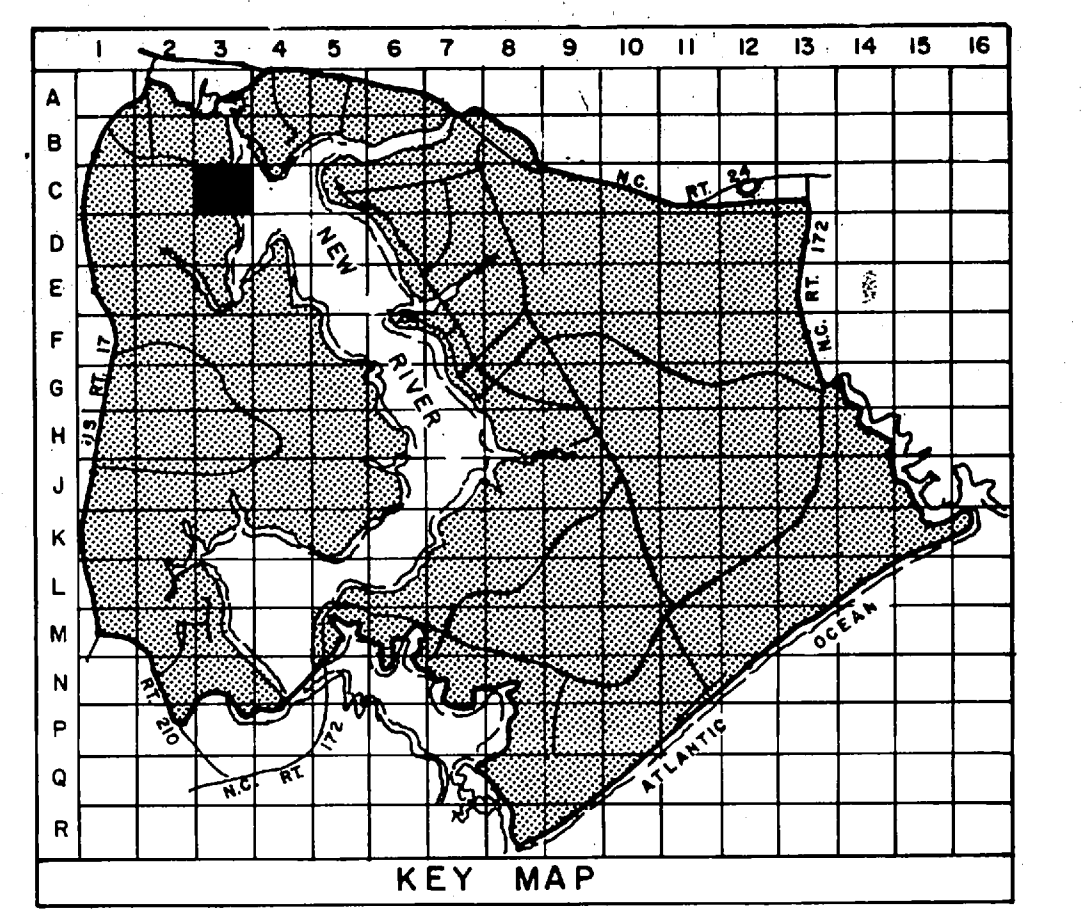 1 2 3 4 5 6 7 8 9 10 11 12 13 14 15 16
A
B
C
D
E
F
G
H
J
K
L
M
N
P
Q
R
N.C. RT. 24
N.C. RT. 172
NEW RIVER
US RT. 17
RT. 210
N.C. RT. 172
ATLANTIC OCEAN
KEY MAP